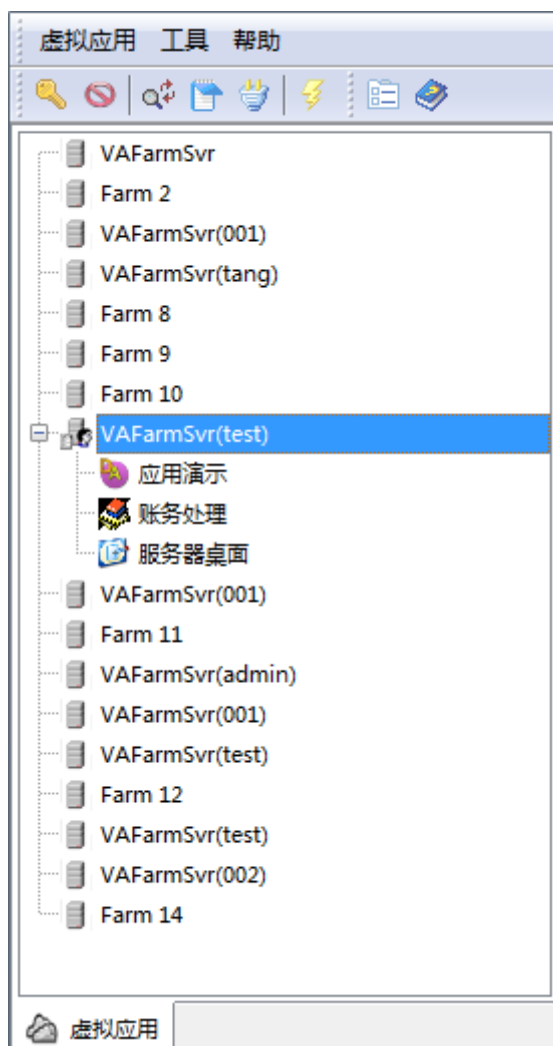 虚拟应用 工具 帮助
VAFarmSvr
Farm 2
VAFarmSvr(001)
VAFarmSvr(tang)
Farm 8
Farm 9
Farm 10
VAFarmSvr(test)
应用演示
账务处理
服务器桌面
VAFarmSvr(001)
Farm 11
VAFarmSvr(admin)
VAFarmSvr(001)
VAFarmSvr(test)
Farm 12
VAFarmSvr(test)
VAFarmSvr(002)
Farm 14
虚拟应用